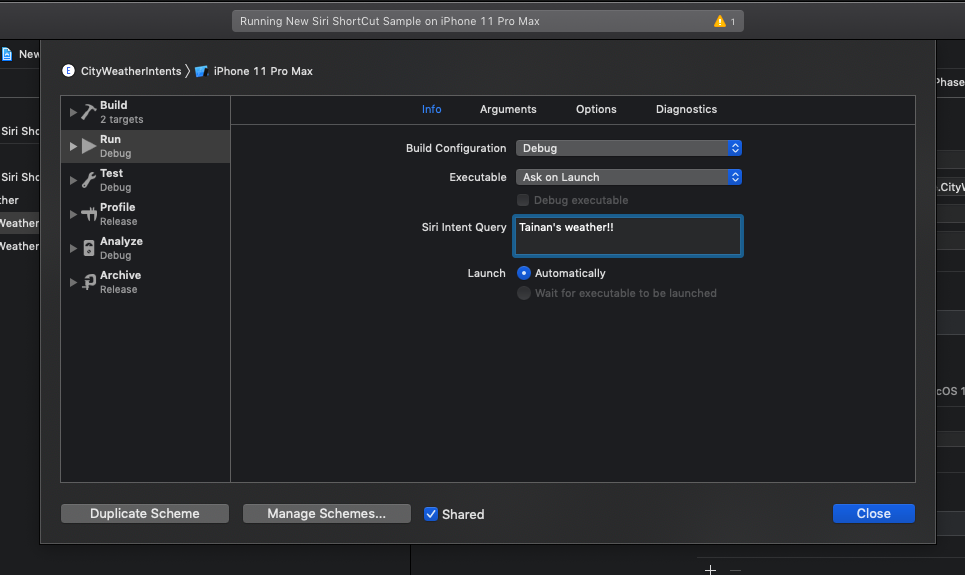 Running New Siri ShortCut Sample on iPhone 11 Pro Max
1
New
E CityWeatherIntents 〉 iPhone 11 Pro Max
Phase
Build
2 targets
Run
Debug
Test
Debug
Profile
Release
Analyze
Debug
Archive
Release
Info Arguments Options Diagnostics
Build Configuration Debug
Executable Ask on Launch
Debug executable
Siri Intent Query Tainan's weather!!
Launch Automatically
Wait for executable to be launched
Siri Sho
Siri Sho
ther
Weather
Weather
.CityW
cOS 1
Duplicate Scheme Manage Schemes... Shared Close